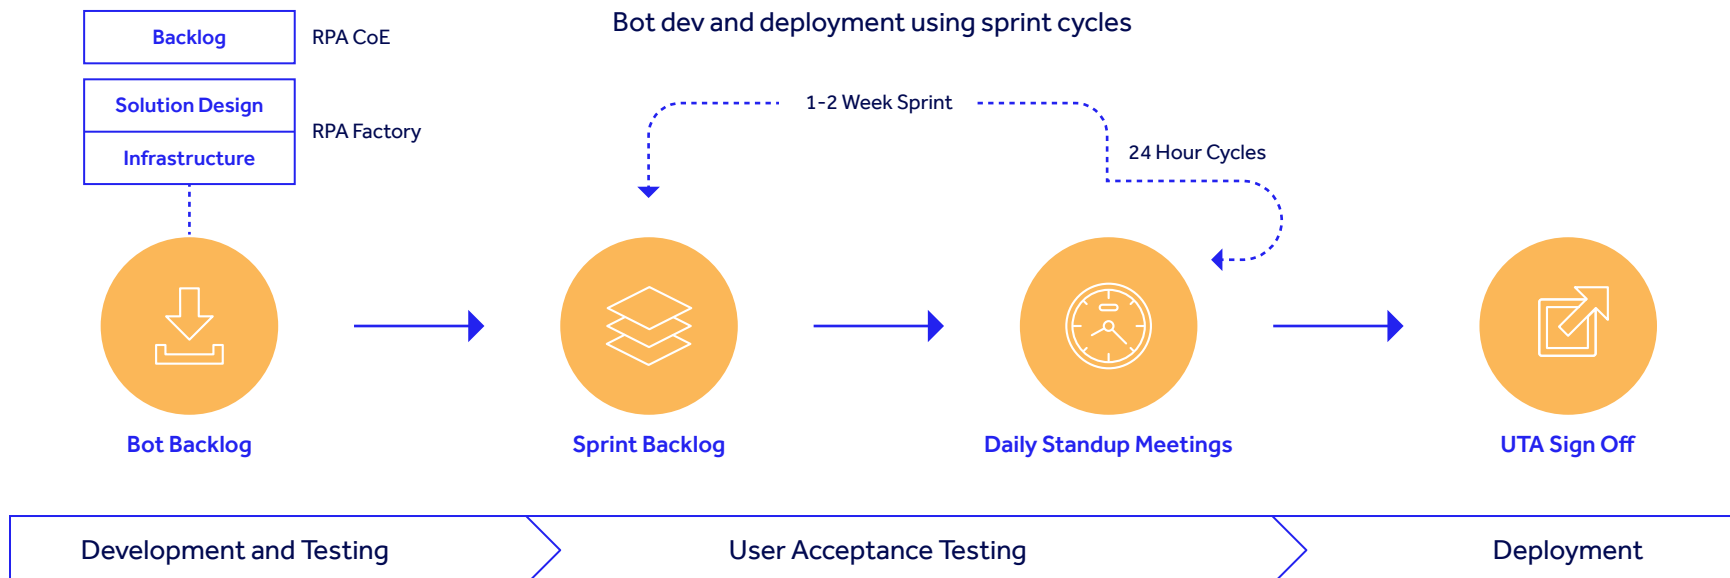 Bot dev and deployment using sprint cycles
Backlog
RPA CoE
Solution Design
Infrastructure
RPA Factory
1-2 Week Sprint
24 Hour Cycles
Bot Backlog
Sprint Backlog
Daily Standup Meetings
UTA Sign Off
Development and Testing
User Acceptance Testing
Deployment